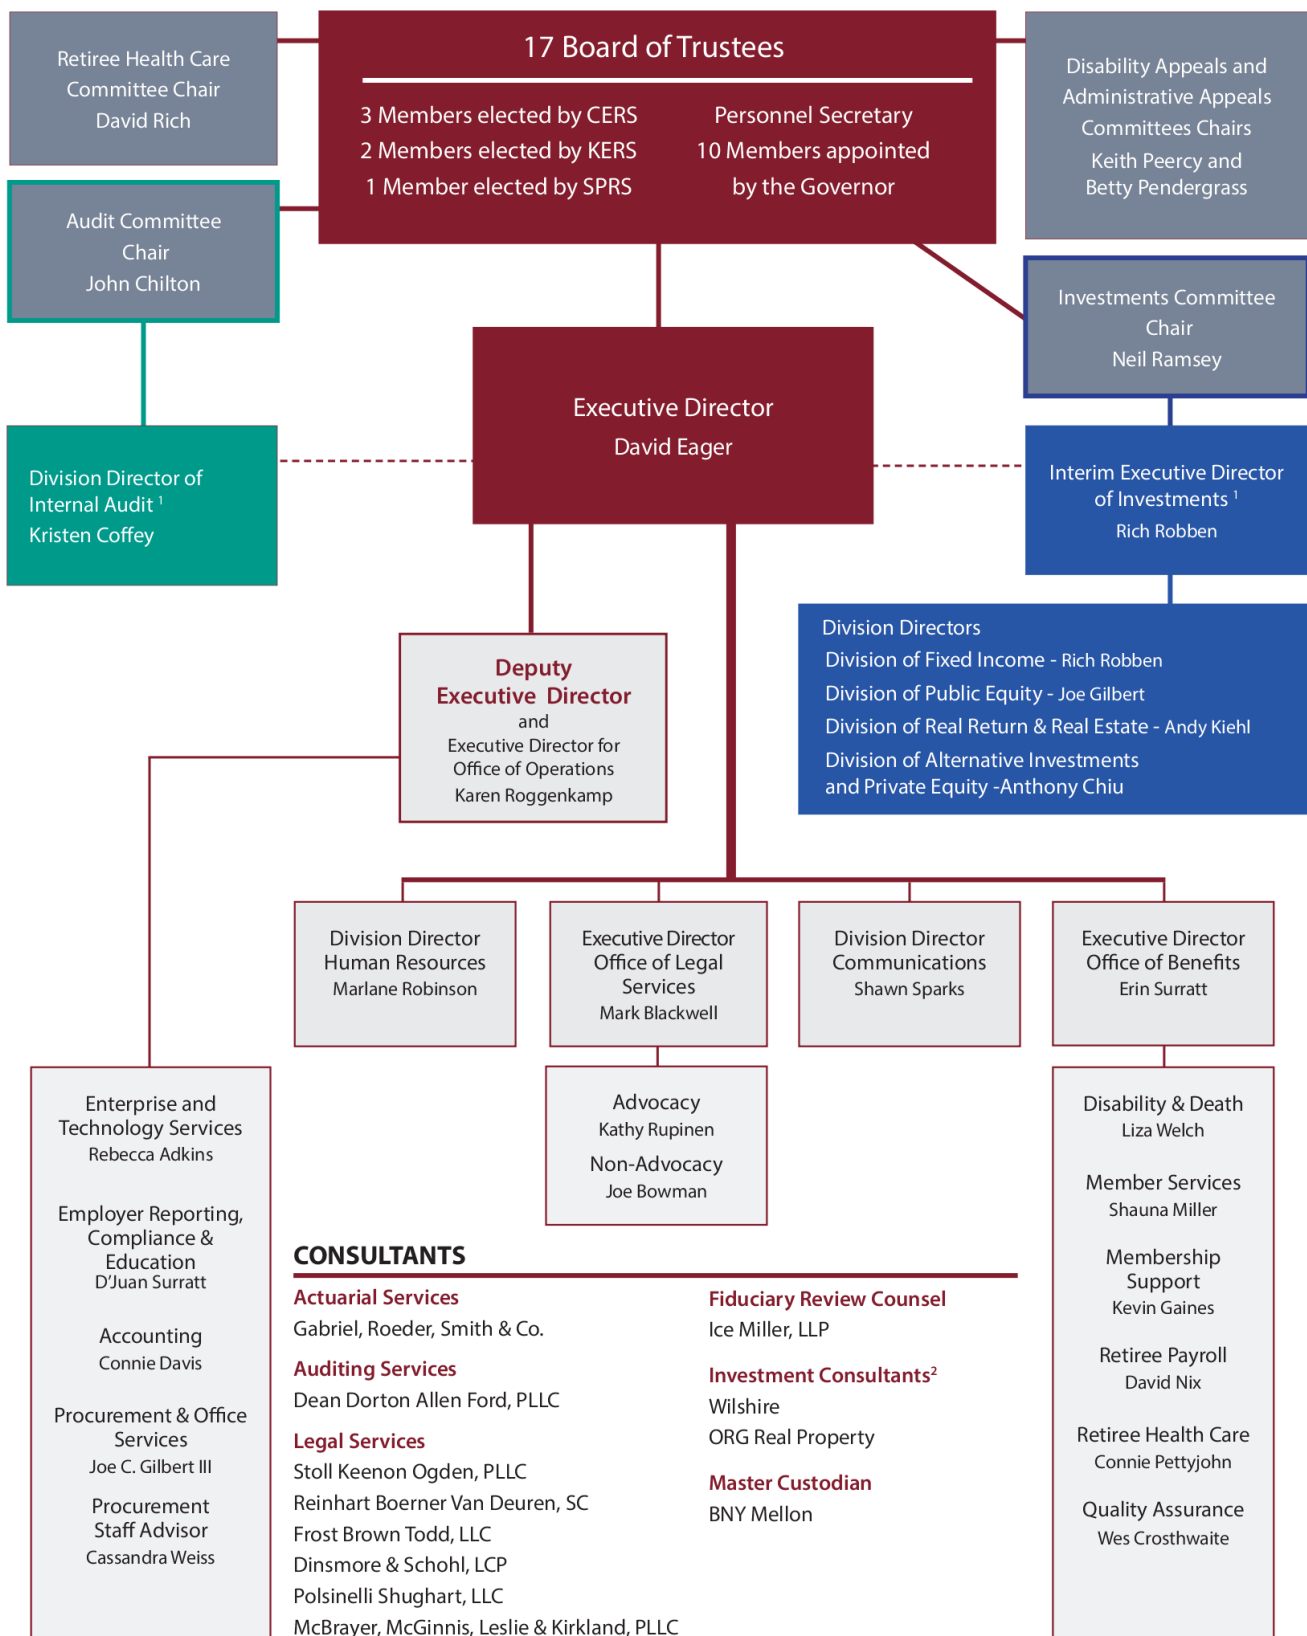 Retiree Health Care
Committee Chair
David Rich
17 Board of Trustees
3 Members elected by CERS
2 Members elected by KERS
1 Member elected by SPRS
Personnel Secretary
10 Members appointed
by the Governor
Disability Appeals and
Administrative Appeals
Committees Chairs
Keith Peercy and
Betty Pendergrass
Audit Committee
Chair
John Chilton
Investments Committee
Chair
Neil Ramsey
Executive Director
David Eager
Division Director of
Internal Audit 1
Kristen Coffey
Interim Executive Director
of Investments 1
Rich Robben
Division Directors
Division of Fixed Income - Rich Robben
Division of Public Equity - Joe Gilbert
Division of Real Return & Real Estate - Andy Kiehl
Division of Alternative Investments
and Private Equity -Anthony Chiu
Deputy
Executive Director
and
Executive Director for
Office of Operations
Karen Roggenkamp
Division Director
Human Resources
Marlane Robinson
Executive Director
Office of Legal
Services
Mark Blackwell
Division Director
Communications
Shawn Sparks
Executive Director
Office of Benefits
Erin Surratt
Enterprise and
Technology Services
Rebecca Adkins
Employer Reporting,
Compliance &
Education
D'Juan Surratt
Accounting
Connie Davis
Procurement & Office
Services
Joe C. Gilbert III
Procurement
Staff Advisor
Cassandra Weiss
Advocacy
Kathy Rupinen
Non-Advocacy
Joe Bowman
Disability & Death
Liza Welch
Member Services
Shauna Miller
Membership
Support
Kevin Gaines
Retiree Payroll
David Nix
Retiree Health Care
Connie Pettyjohn
Quality Assurance
Wes Crosthwaite
CONSULTANTS
Actuarial Services
Gabriel, Roeder, Smith & Co.
Auditing Services
Dean Dorton Allen Ford, PLLC
Legal Services
Stoll Keenon Ogden, PLLC
Reinhart Boerner Van Deuren, SC
Frost Brown Todd, LLC
Dinsmore & Schohl, LCP
Polsinelli Shughart, LLC
McBrayer, McGinnis, Leslie & Kirkland, PLLC
Fiduciary Review Counsel
Ice Miller, LLP
Investment Consultants2
Wilshire
ORG Real Property
Master Custodian
BNY Mellon